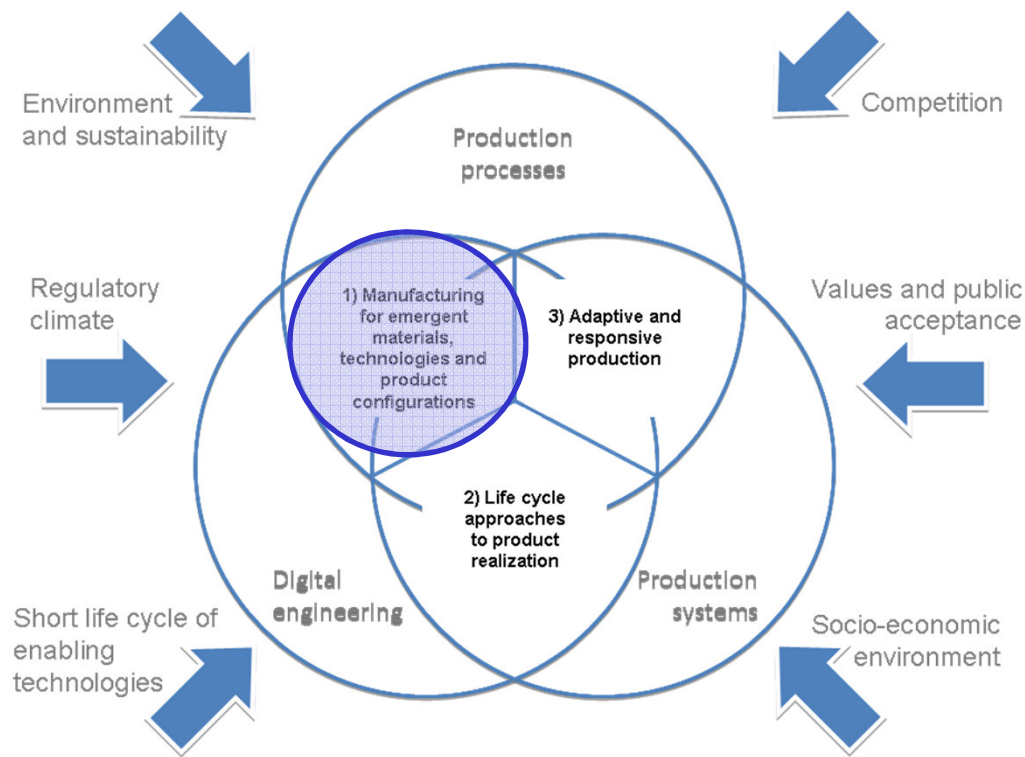 Environment
and sustainability
Competition
Production
processes
Regulatory
climate
Values and public
acceptance
1) Manufacturing
for emergent
materials,
technologies and
product
configurations
3) Adaptive and
responsive
production
2) Life cycle
approaches
to product
realization
Digital
engineering
Production
systems
Short life cycle of
enabling
technologies
Socio-economic
environment